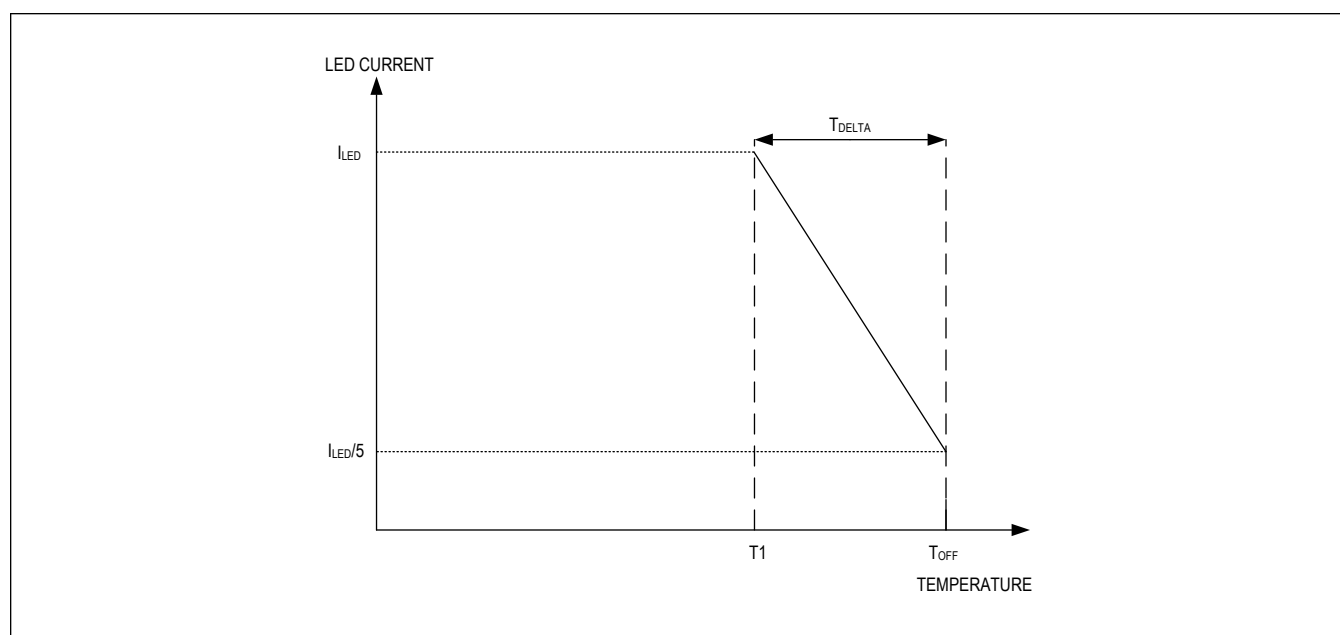 LED CURRENT
TDELTA
ILED
ILED/5
T1
TOFF
TEMPERATURE